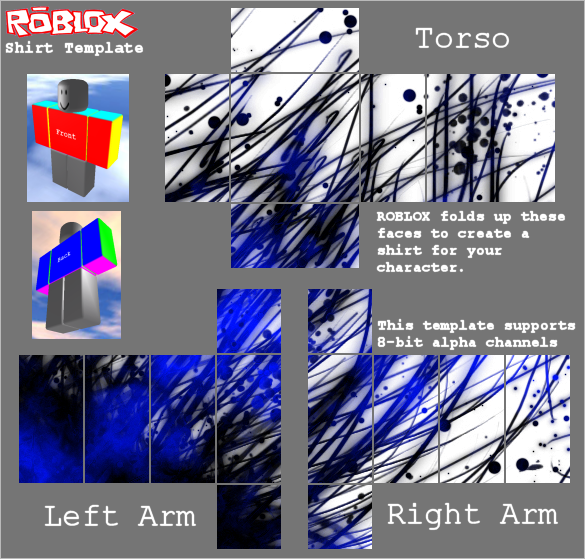 ROBLOX
Shirt Template
Torso
Front
ROBLOX folds up these
faces to create a
shirt for your
character.
Back
This template supports
8-bit alpha channels
Left Arm
Right Arm